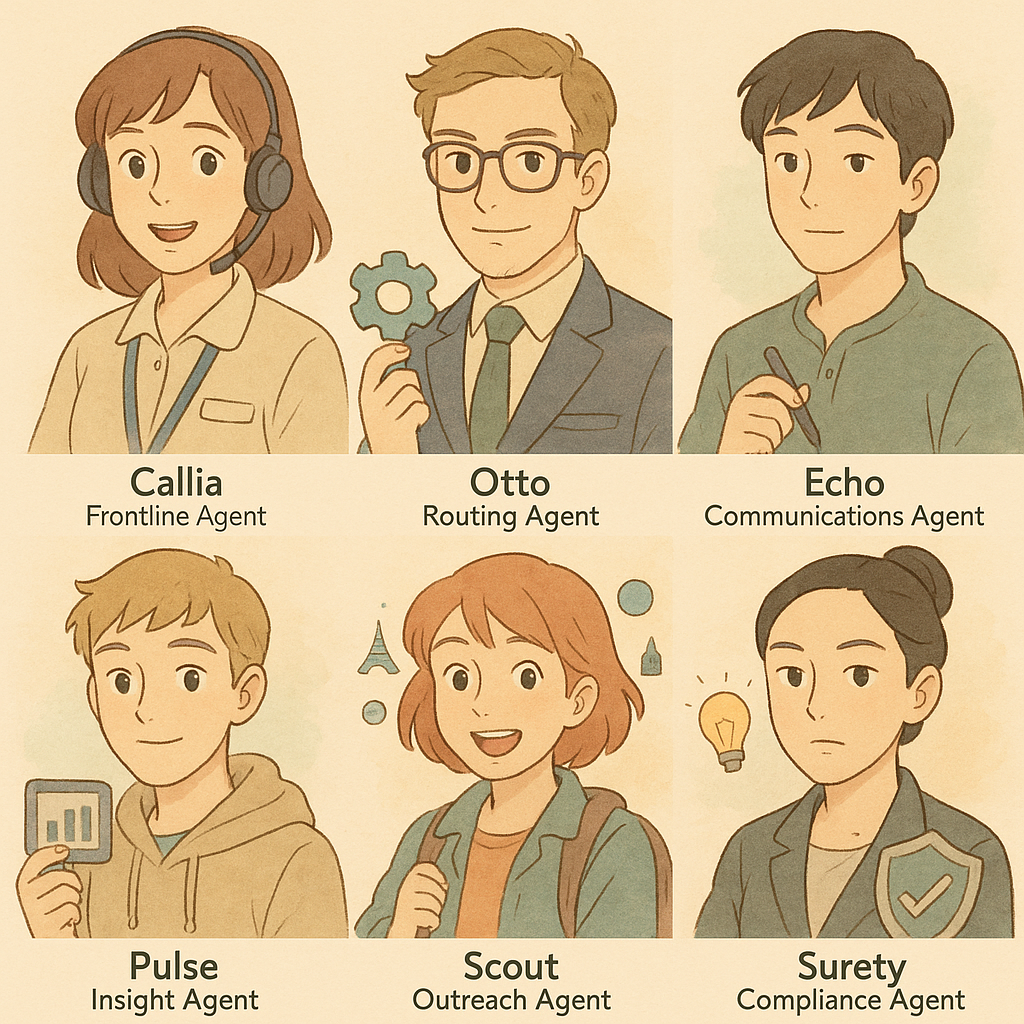 Callia
Frontline Agent
Otto
Routing Agent
Echo
Communications Agent
Pulse
Insight Agent
Scout
Outreach Agent
Surety
Compliance Agent